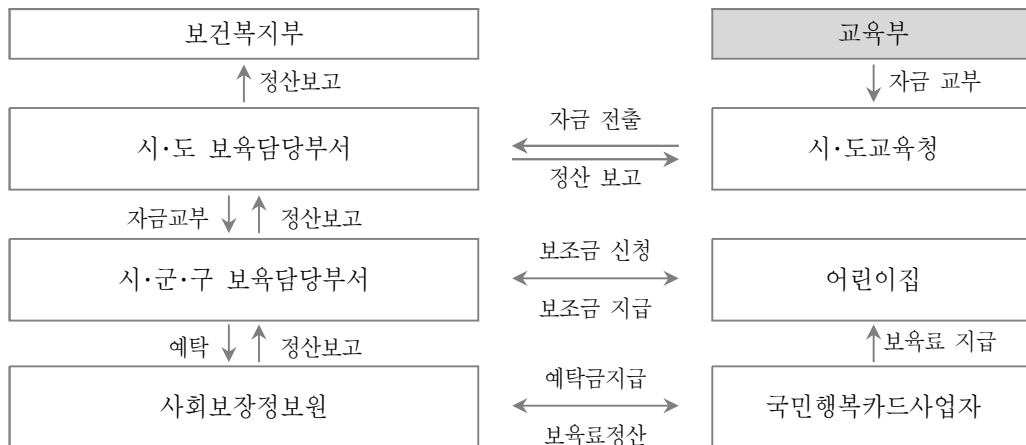 보건복지부
교육부
정산보고
자금 교부
시·도 보육담당부서
자금 전출
정산 보고
시·도교육청
자금교부
정산보고
시·군·구 보육담당부서
보조금 신청
보조금 지급
어린이집
예탁
정산보고
보육료 지급
사회보장정보원
예탁금지급
보육료정산
국민행복카드사업자